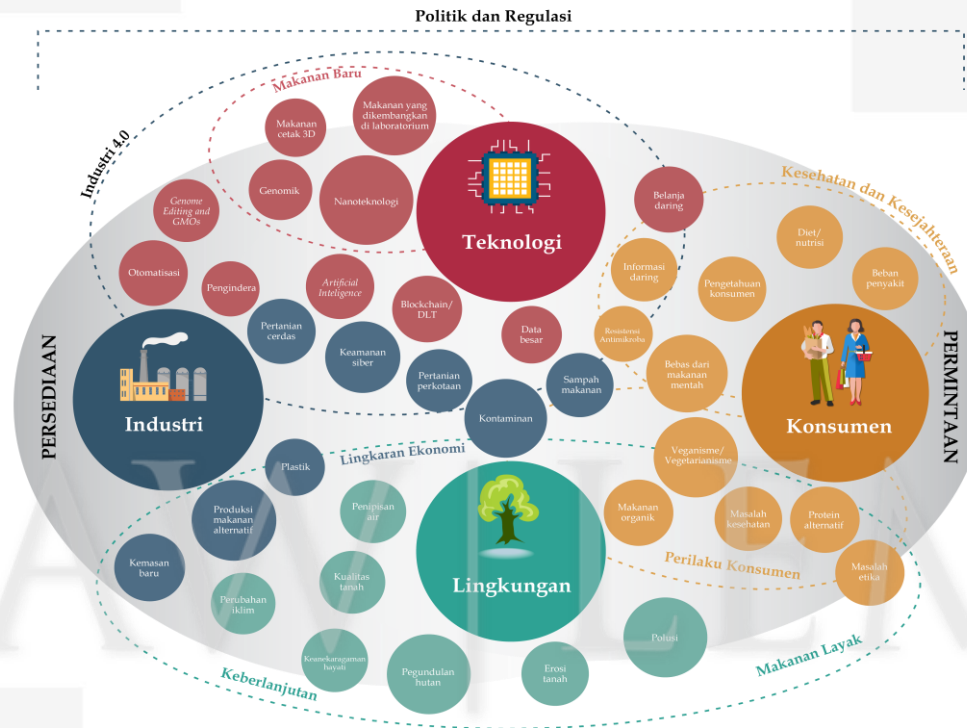 Politik dan Regulasi
Makanan Baru
Industri 4.0
Makanan
cetak 3D
Makanan yang
dikembangkan
di laboratorium
Genomik
Nanoteknologi
Genome
Editing and
GMOs
Teknologi
Belanja
daring
Kesehatan dan Kesejahteraan
Diet/
nutrisi
Otomatisasi
Pengindera
Artificial
Inteligence
Blockchain/
DLT
Data
besar
Informasi
daring
Pengetahuan
konsumen
Beban
penyakit
Pertanian
cerdas
Keamanan
siber
Pertanian
perkotaan
Kontaminan
Sampah
makanan
Resistensi
Antimikroba
Bebas dari
makanan
mentah
PERSEDIAAN
Industri
Konsumen
PERMINTAAN
Lingkaran Ekonomi
Plastik
Produksi
makanan
alternatif
Kemasan
baru
Penipisan
air
Kualitas
tanah
Perubahan
iklim
Lingkungan
Veganisme/
Vegetarianisme
Makanan
organik
Masalah
kesehatan
Protein
alternatif
Perilaku Konsumen
Masalah
etika
Keanekaragaman
hayati
Pegundulan
hutan
Erosi
tanah
Polusi
Keberlanjutan
Makanan Layak